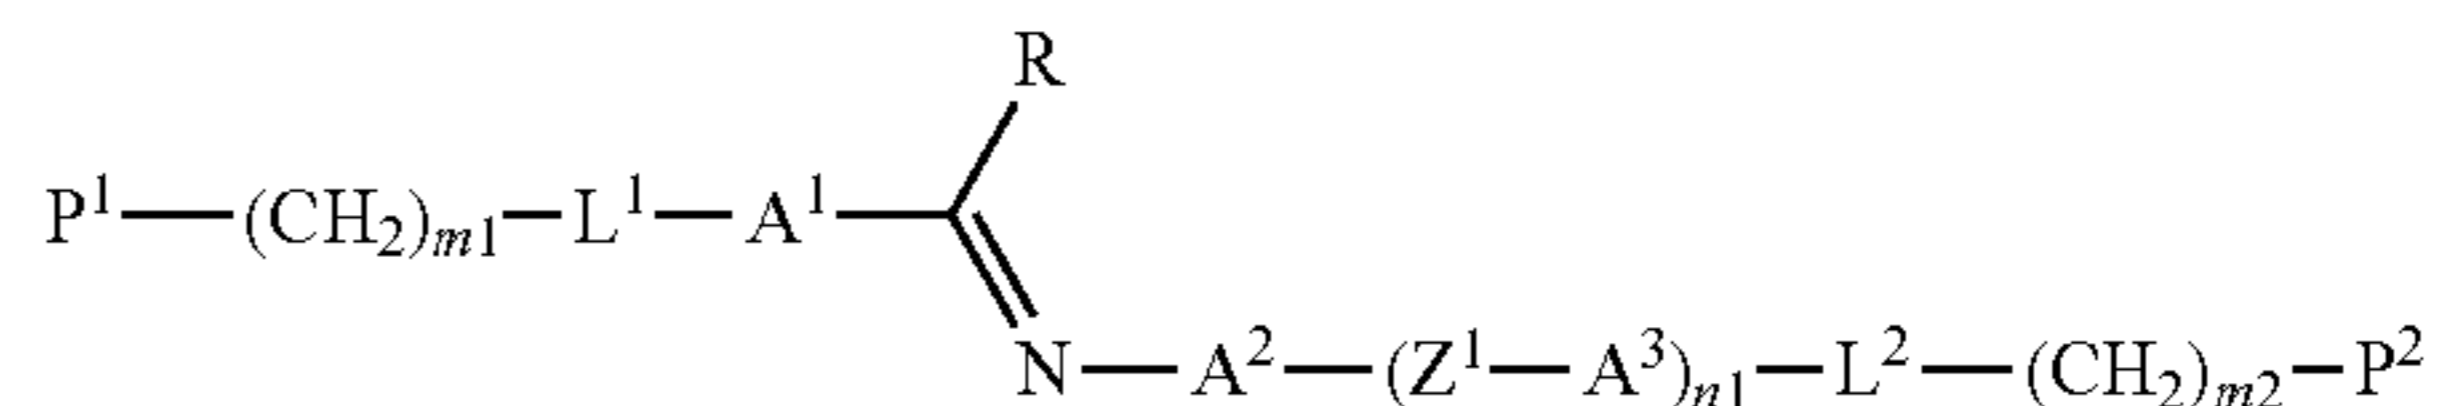 R
P¹—(CH₂)ₘ₁—L¹—A¹
N—A²—(Z¹—A³)ₙ₁—L²—(CH₂)ₘ₂—P²